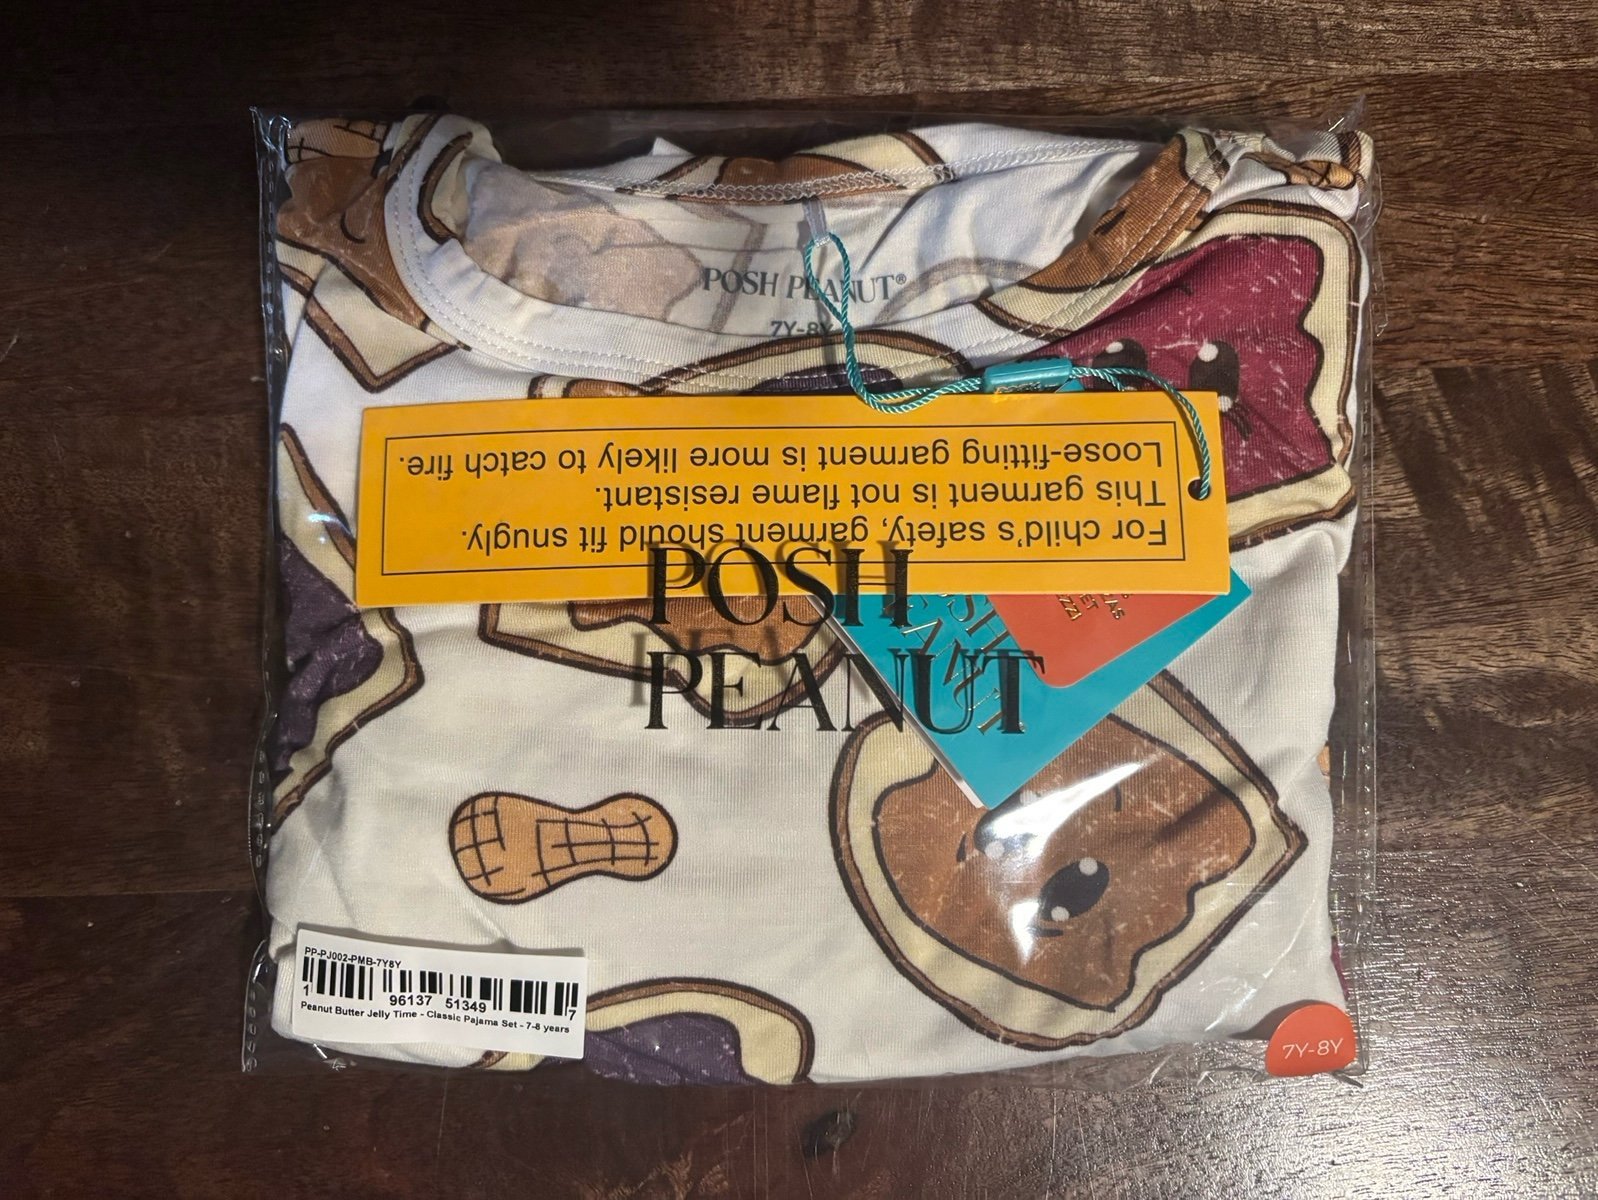 POSH PEANUT®
7Y-8Y
For child's safety, garment should fit snugly.
This garment is not flame resistant.
Loose-fitting garment is more likely to catch fire.
POSH
PEANUT
POSH
PEANUT
PP-PJ002-PMB-7Y8Y
1 96137 51349 7
Peanut Butter Jelly Time - Classic Pajama Set - 7-8 years
7Y-8Y